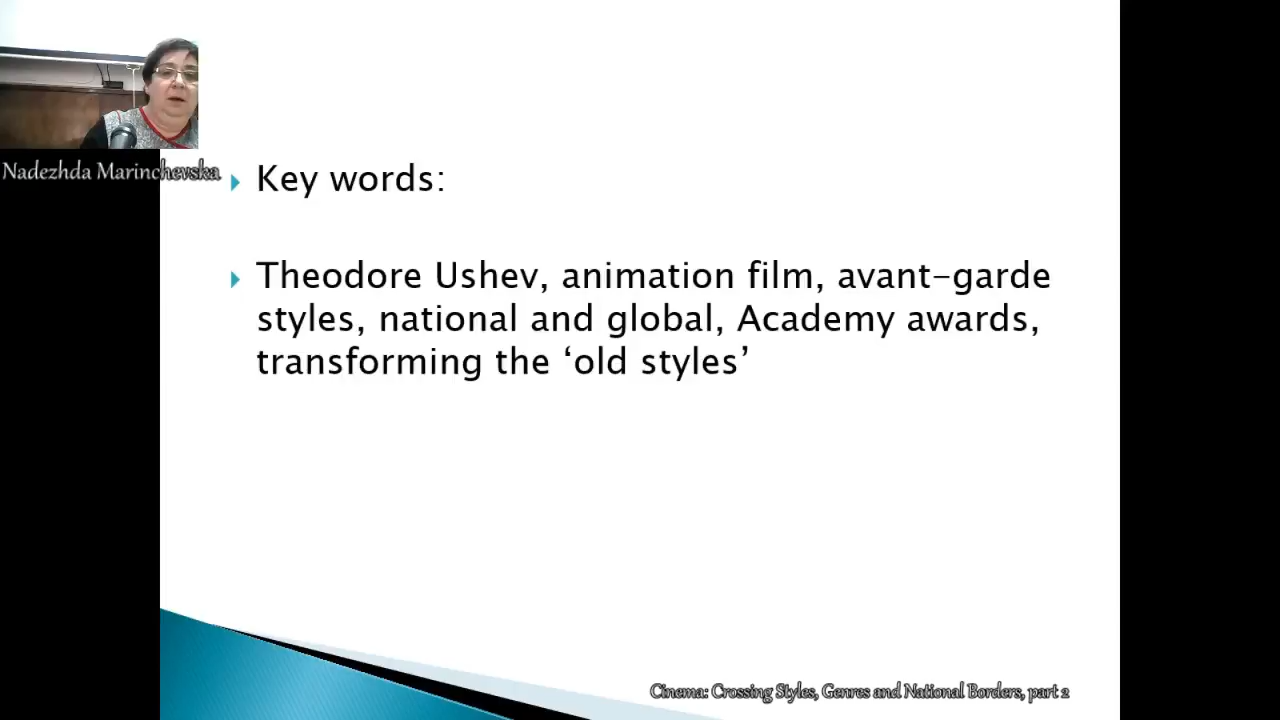 Nadezhda Marinchevska
Key words:
Theodore Ushev, animation film, avant-garde
styles, national and global, Academy awards,
transforming the ‘old styles’
Cinema: Crossing Styles, Genres and National Borders, part 2